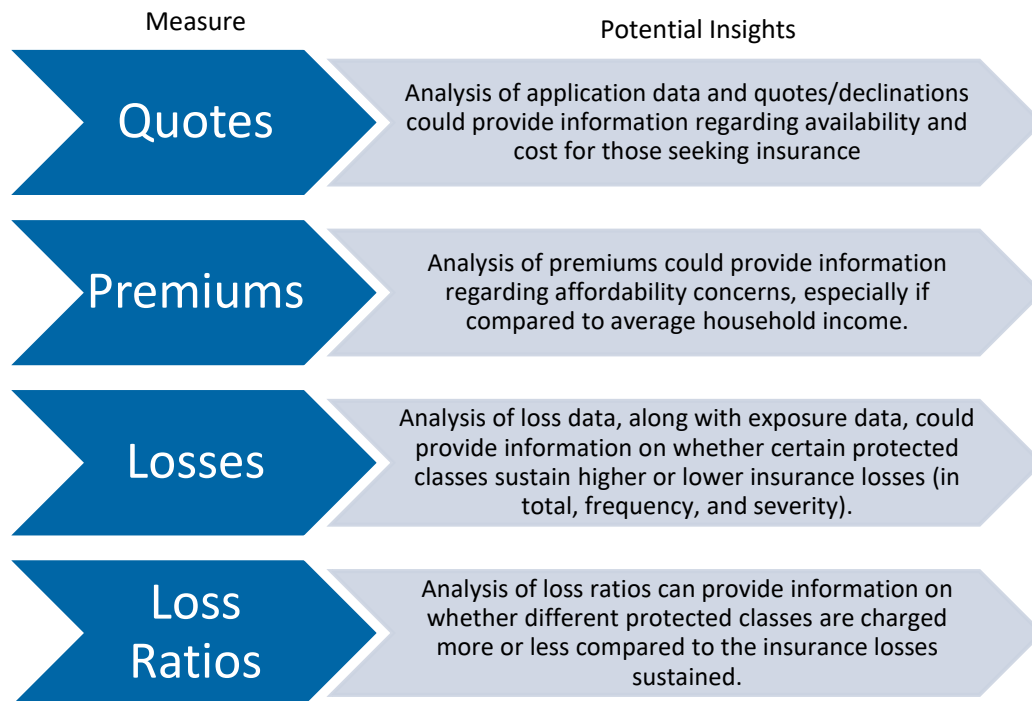 Measure
Potential Insights
Quotes
Analysis of application data and quotes/declinations
could provide information regarding availability and
cost for those seeking insurance
Premiums
Analysis of premiums could provide information
regarding affordability concerns, especially if
compared to average household income.
Losses
Analysis of loss data, along with exposure data, could
provide information on whether certain protected
classes sustain higher or lower insurance losses (in
total, frequency, and severity).
Loss
Ratios
Analysis of loss ratios can provide information on
whether different protected classes are charged
more or less compared to the insurance losses
sustained.